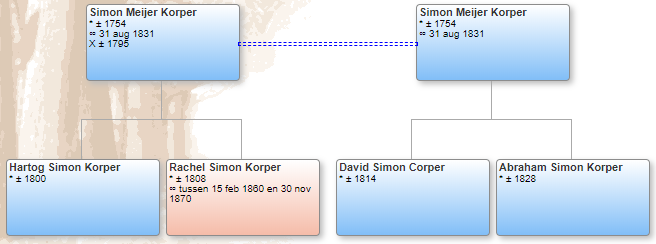 Simon Meijer Korper
* ± 1754
∞ 31 aug 1831
X ± 1795
Simon Meijer Korper
* ± 1754
∞ 31 aug 1831
Hartog Simon Korper
* ± 1800
Rachel Simon Korper
* ± 1808
∞ tussen 15 feb 1860 en 30 nov
1870
David Simon Corper
* ± 1814
Abraham Simon Korper
* ± 1828